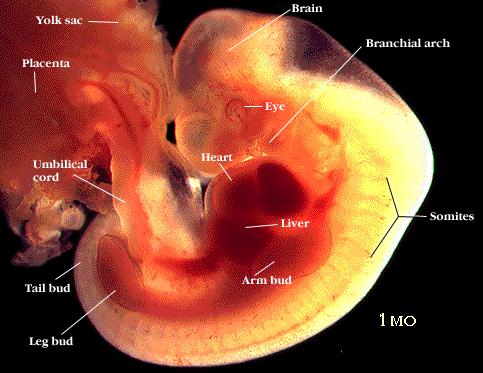 Brain
Yolk sac
Branchial arch
Placenta
Eye
Heart
Umbilical
cord
Somites
Liver
Arm bud
Tail bud
1 MO
Leg bud